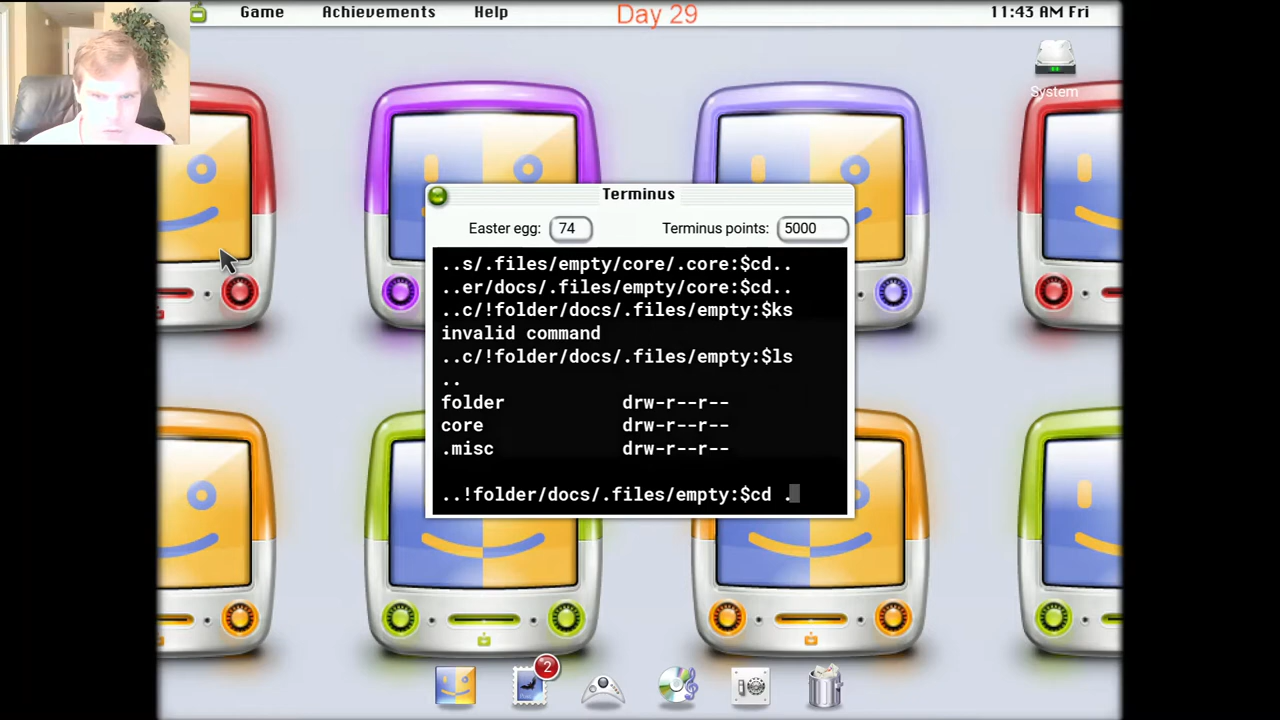 Game Achievements Help Day 29 11:43 AM Fri
System
Terminus
Easter egg: 74 Terminus points: 5000
..s/.files/empty/core/.core:$cd..
..er/docs/.files/empty/core:$cd..
..c/!folder/docs/.files/empty:$ks
invalid command
..c/!folder/docs/.files/empty:$ls
..
folder drw-r--r--
core drw-r--r--
.misc drw-r--r--
..!folder/docs/.files/empty:$cd .
2